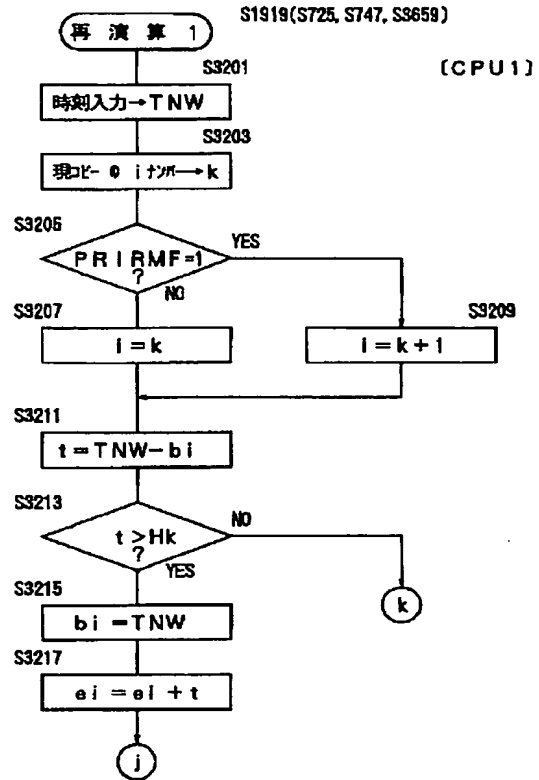 S1919(S725, S747, S3659)
再 演 算 1
[CPU1]
S3201
時刻入力→TNW
S3203
現コピーのiナンバー→k
S3205
PRIRMF=1
?
YES
NO
S3207
i=k
S3209
i=k+1
S3211
t=TNW-bi
S3213
t>Hk
?
NO
YES
k
S3215
bi=TNW
S3217
ei=ei+t
j